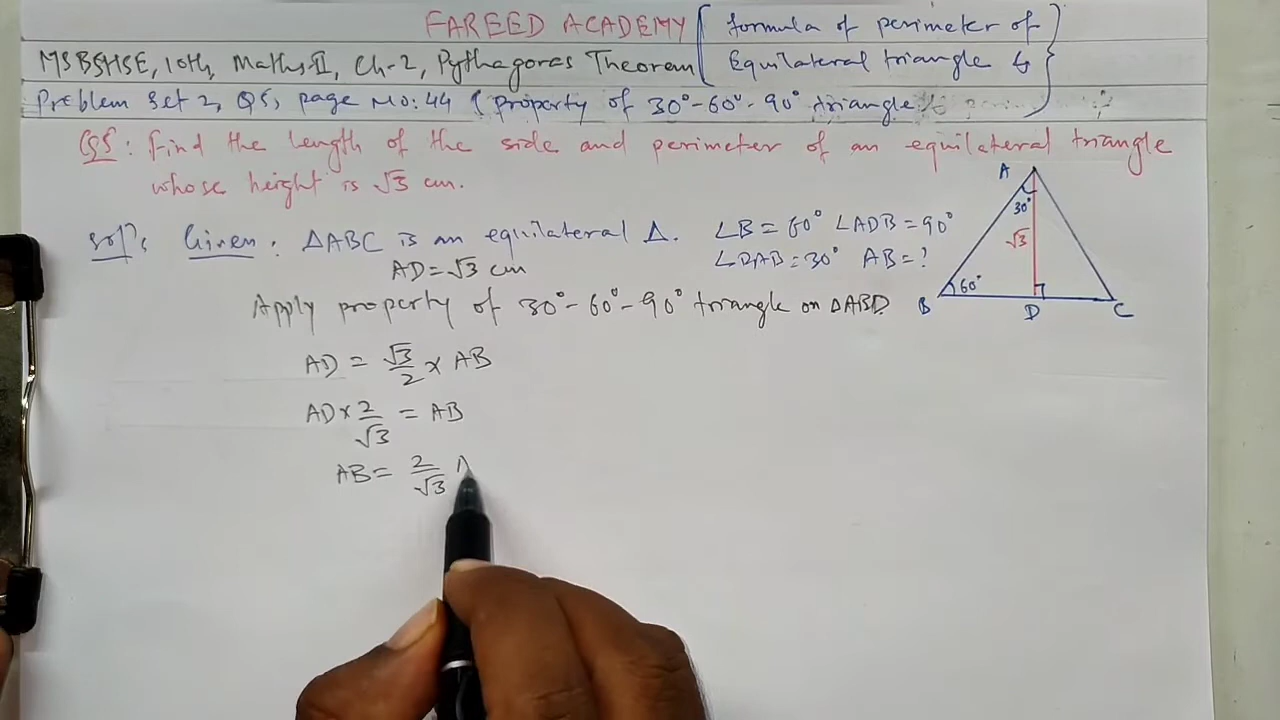 FAREED ACADEMY ( formula of perimeter of
MSBSHSE, 10th, Maths-II, Ch-2, Pythagoras Theorem Equilateral triangle &
Problem Set 2, Q5, page No: 44 ( property of 30°-60°-90° triangle
Q5: Find the length of the side and perimeter of an equilateral triangle
whose height is √3 cm.
A
Soln: Given: △ABC is an equilateral △. ∠B = 60° ∠ADB = 90°
30°
AD = √3 cm ∠DAB = 30° AB = ?
√3
60°
B D C
Apply property of 30°-60°-90° triangle on △ABD.
AD = √3/2 × AB
AD × 2/√3 = AB
AB = 2/√3